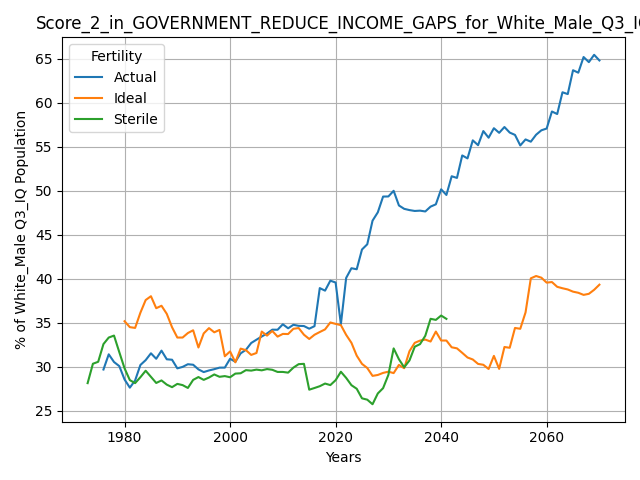 Score_2_in_GOVERNMENT_REDUCE_INCOME_GAPS_for_White_Male_Q3_IQ
Fertility
Actual
Ideal
Sterile
% of White_Male Q3_IQ Population
65
60
55
50
45
40
35
30
25
1980
2000
2020
2040
2060
Years